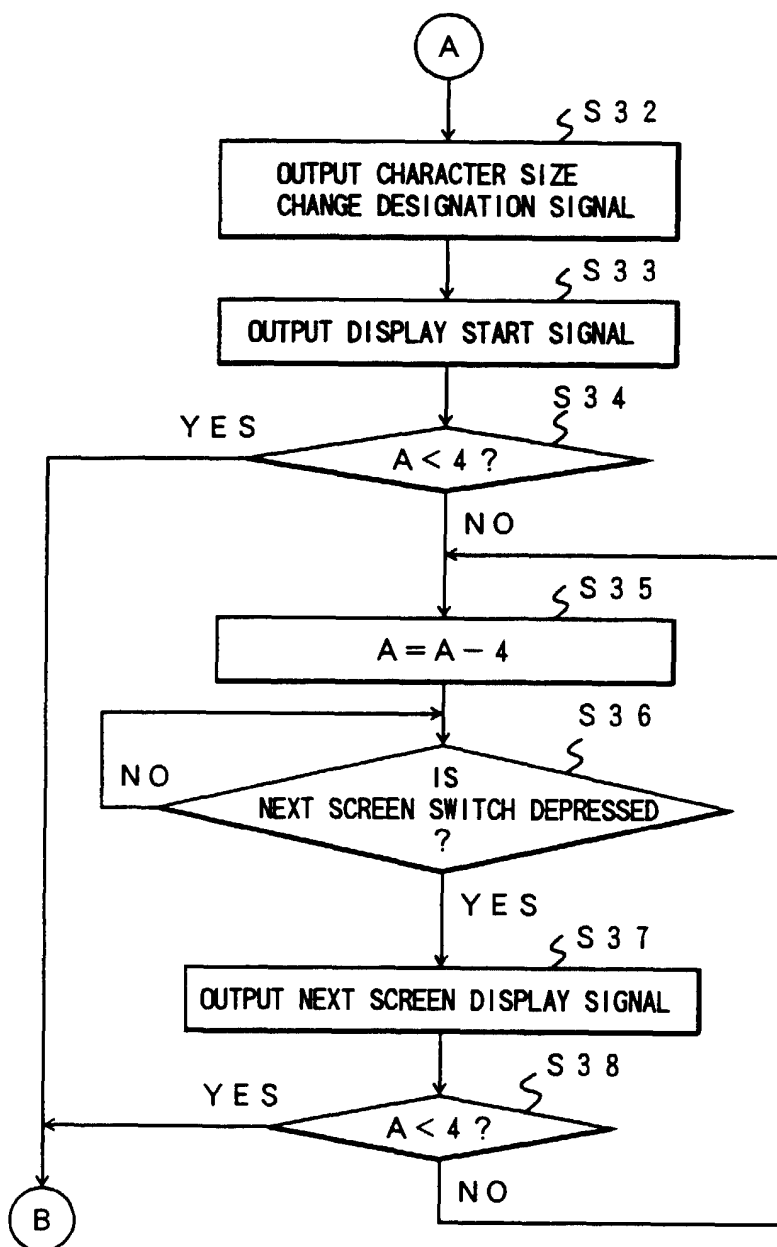 A
S32
OUTPUT CHARACTER SIZE
CHANGE DESIGNATION SIGNAL
S33
OUTPUT DISPLAY START SIGNAL
S34
YES
A<4?
NO
S35
A=A-4
S36
NO
IS
NEXT SCREEN SWITCH DEPRESSED
?
YES
S37
OUTPUT NEXT SCREEN DISPLAY SIGNAL
S38
YES
A<4?
NO
B